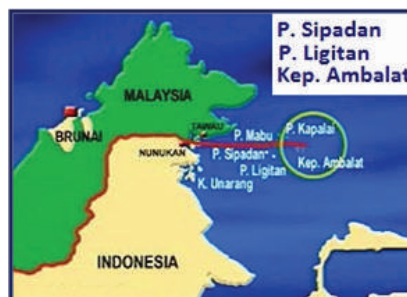 P. Sipadan
P. Ligitan
Kep. Ambalat
MALAYSIA
BRUNAI
TAWAU
P. Mabu
P. Kapalai
NUNUKAN
P. Sipadan
P. Ligitan
Kep. Ambalat
K. Unarang
INDONESIA